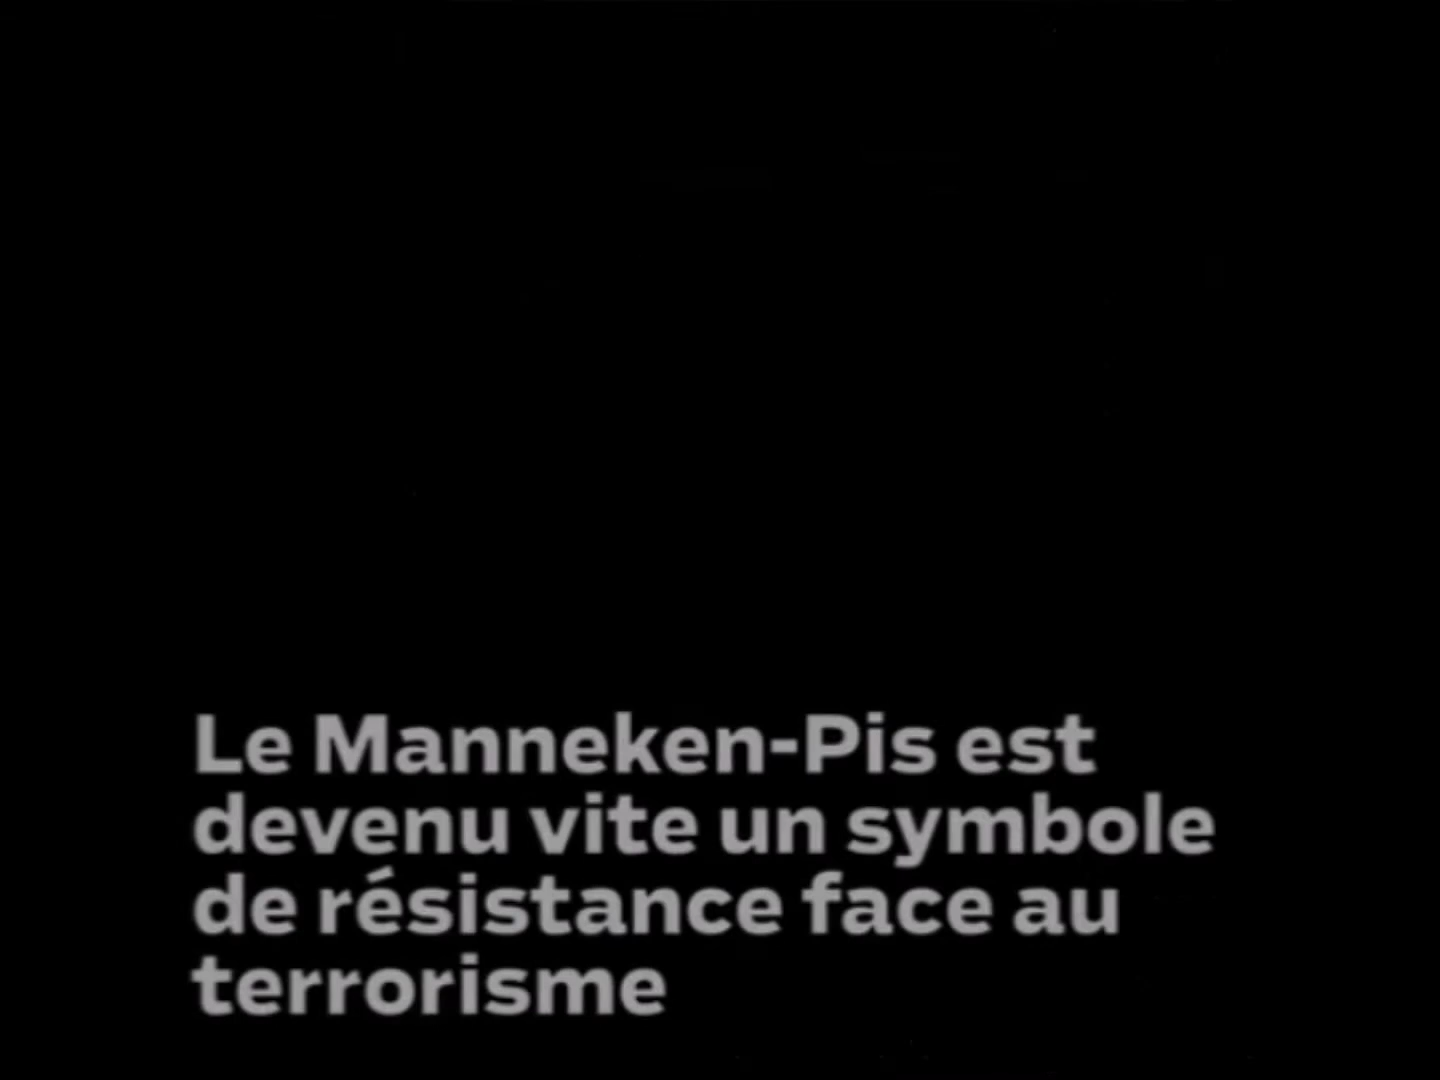 Le Manneken-Pis est
devenu vite un symbole
de résistance face au
terrorisme